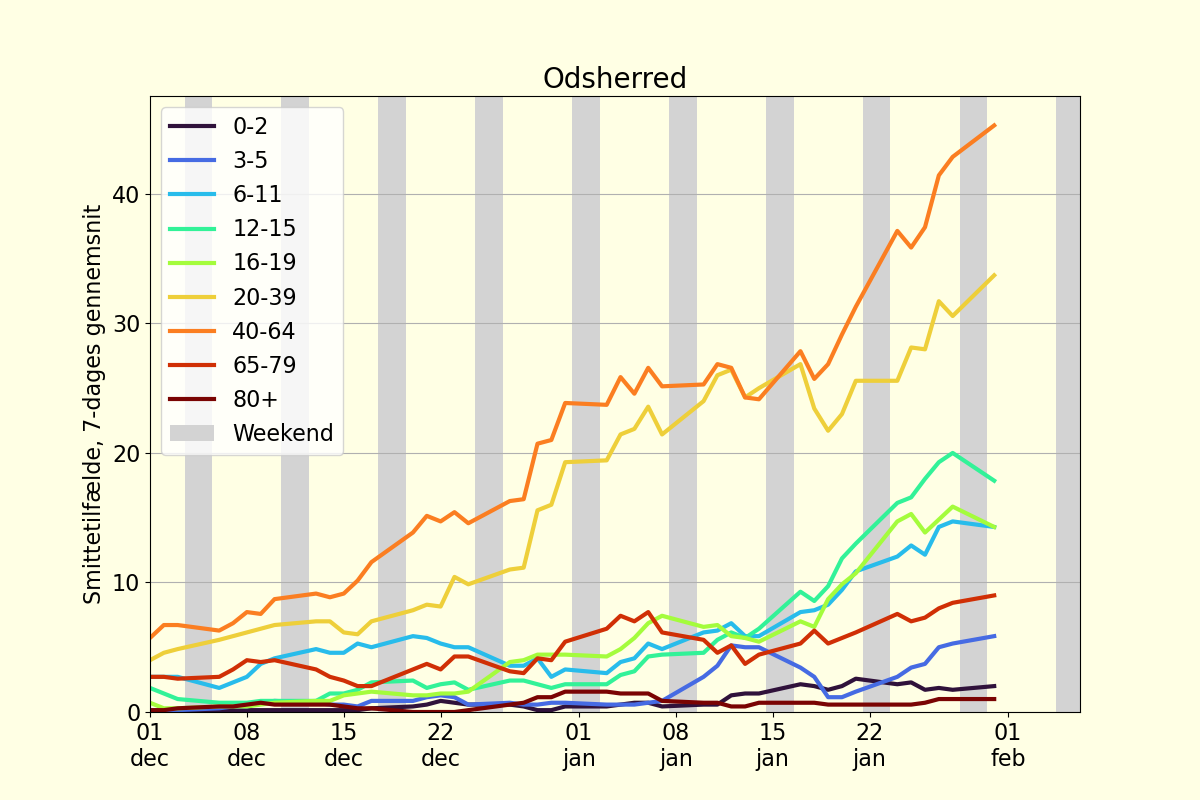 Odsherred
Smittetilfælde, 7-dages gennemsnit
0-2
3-5
6-11
12-15
16-19
20-39
40-64
65-79
80+
Weekend
40
30
20
10
0
01 08 15 22 01 08 15 22 01
dec dec dec dec jan jan jan jan feb